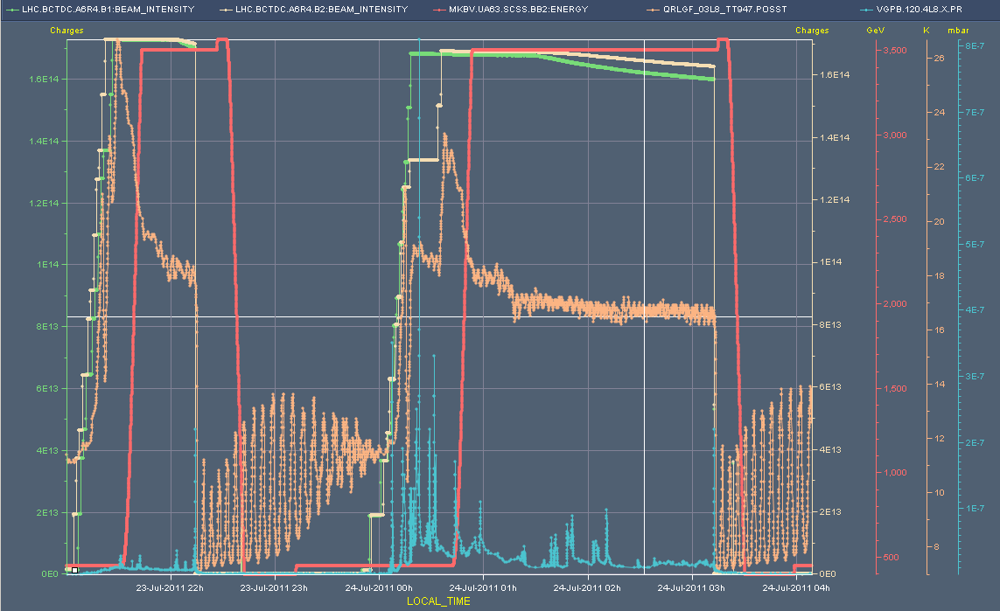 LHC.BCTDC.A6R4.B1:BEAM_INTENSITY LHC.BCTDC.A6R4.B2:BEAM_INTENSITY MKBV.UA63.SCSS.BB2:ENERGY QRLGF_03L8_TT947.POSST VGPB.120.4L8.X.PR
Charges Charges GeV K mbar
8E-7
3,500
26
1.6E14 1.6E14
24 7E-7
1.4E14 1.4E14 3,000
22
6E-7
1.2E14 1.2E14
2,500 20
5E-7
1E14 1E14
18
2,000 4E-7
8E13 8E13
16
3E-7
6E13 6E13 1,500 14
12 2E-7
4E13 4E13
1,000
10
2E13 2E13 1E-7
8
500
0E0 0E0
23-Jul-2011 22h 23-Jul-2011 23h 24-Jul-2011 00h 24-Jul-2011 01h 24-Jul-2011 02h 24-Jul-2011 03h 24-Jul-2011 04h
LOCAL_TIME